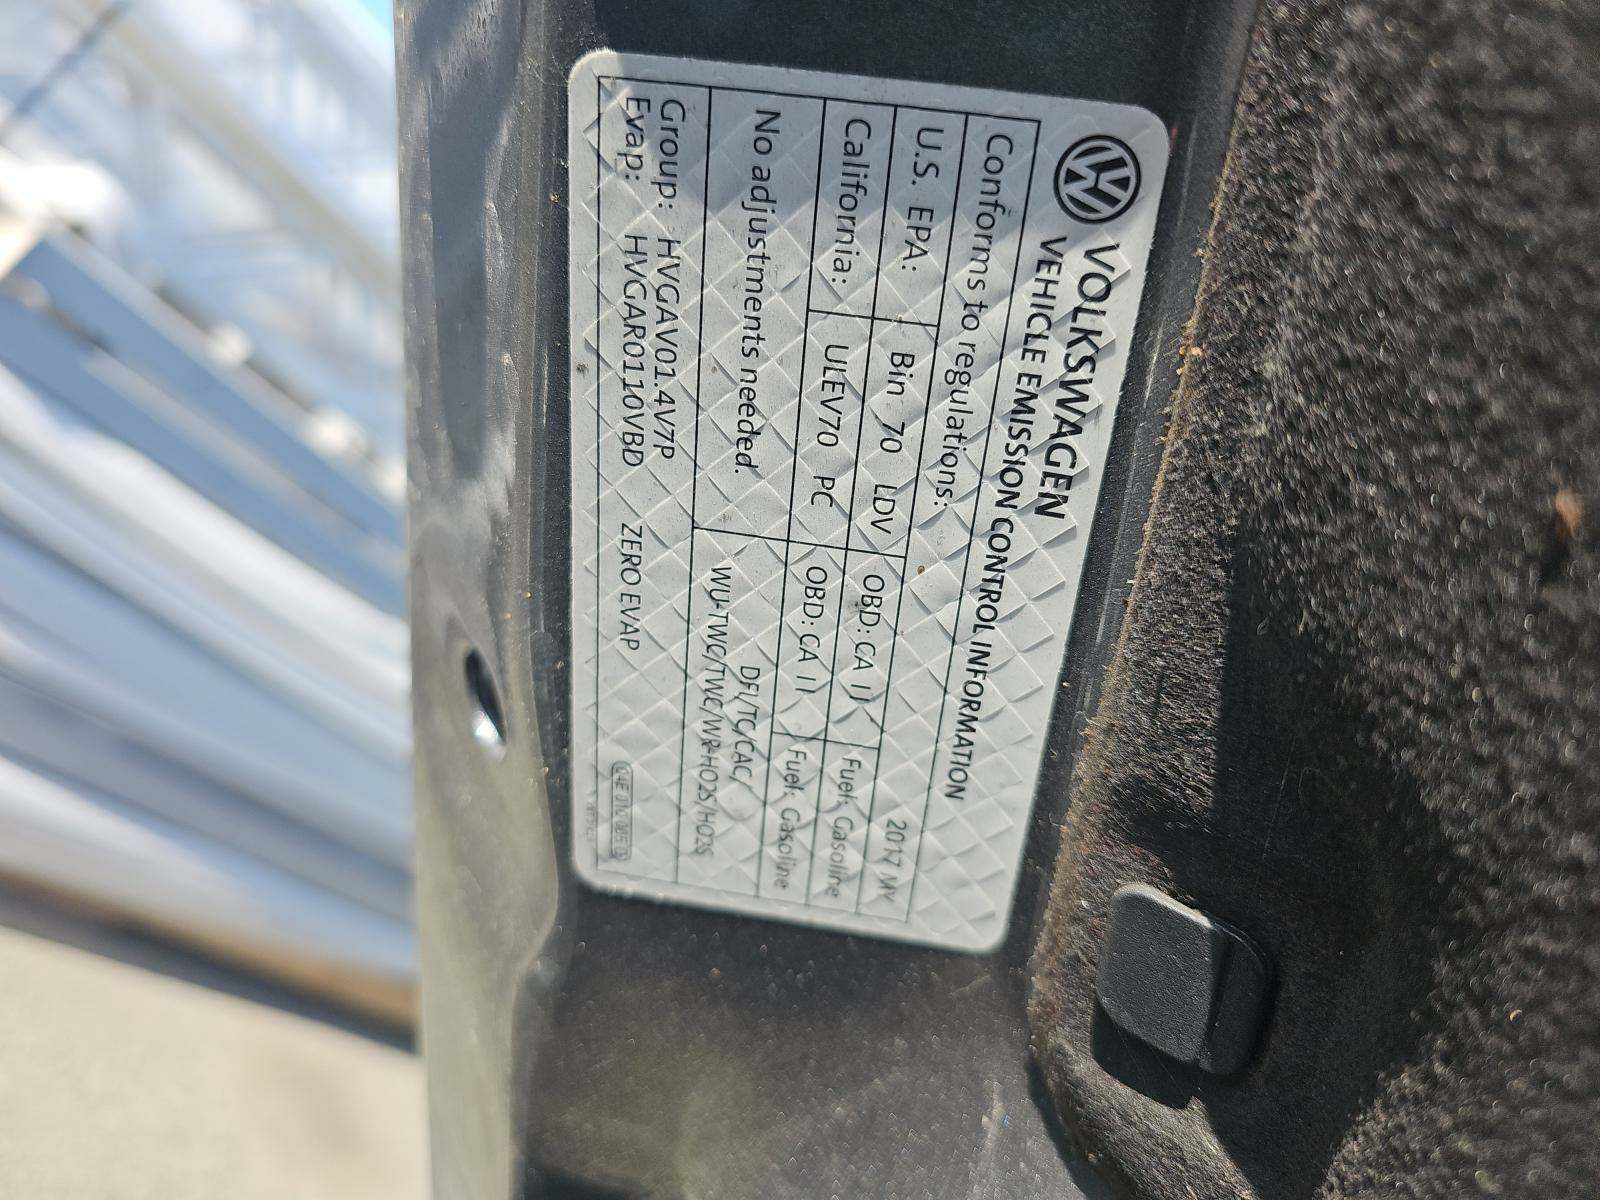 VOLKSWAGEN
VEHICLE EMISSION CONTROL INFORMATION
Conforms to regulations: 2017 MY
U.S. EPA: Bin 70 LDV OBD: CA II Fuel: Gasoline
California: ULEV70 PC OBD: CA II Fuel: Gasoline
No adjustments needed. DFI/TC/CAC/
WU-TWC/TWC/WR-HO2S/HO2S
Group: HVGAV01.4V7P
Evap: HVGAR0110VBD ZERO EVAP